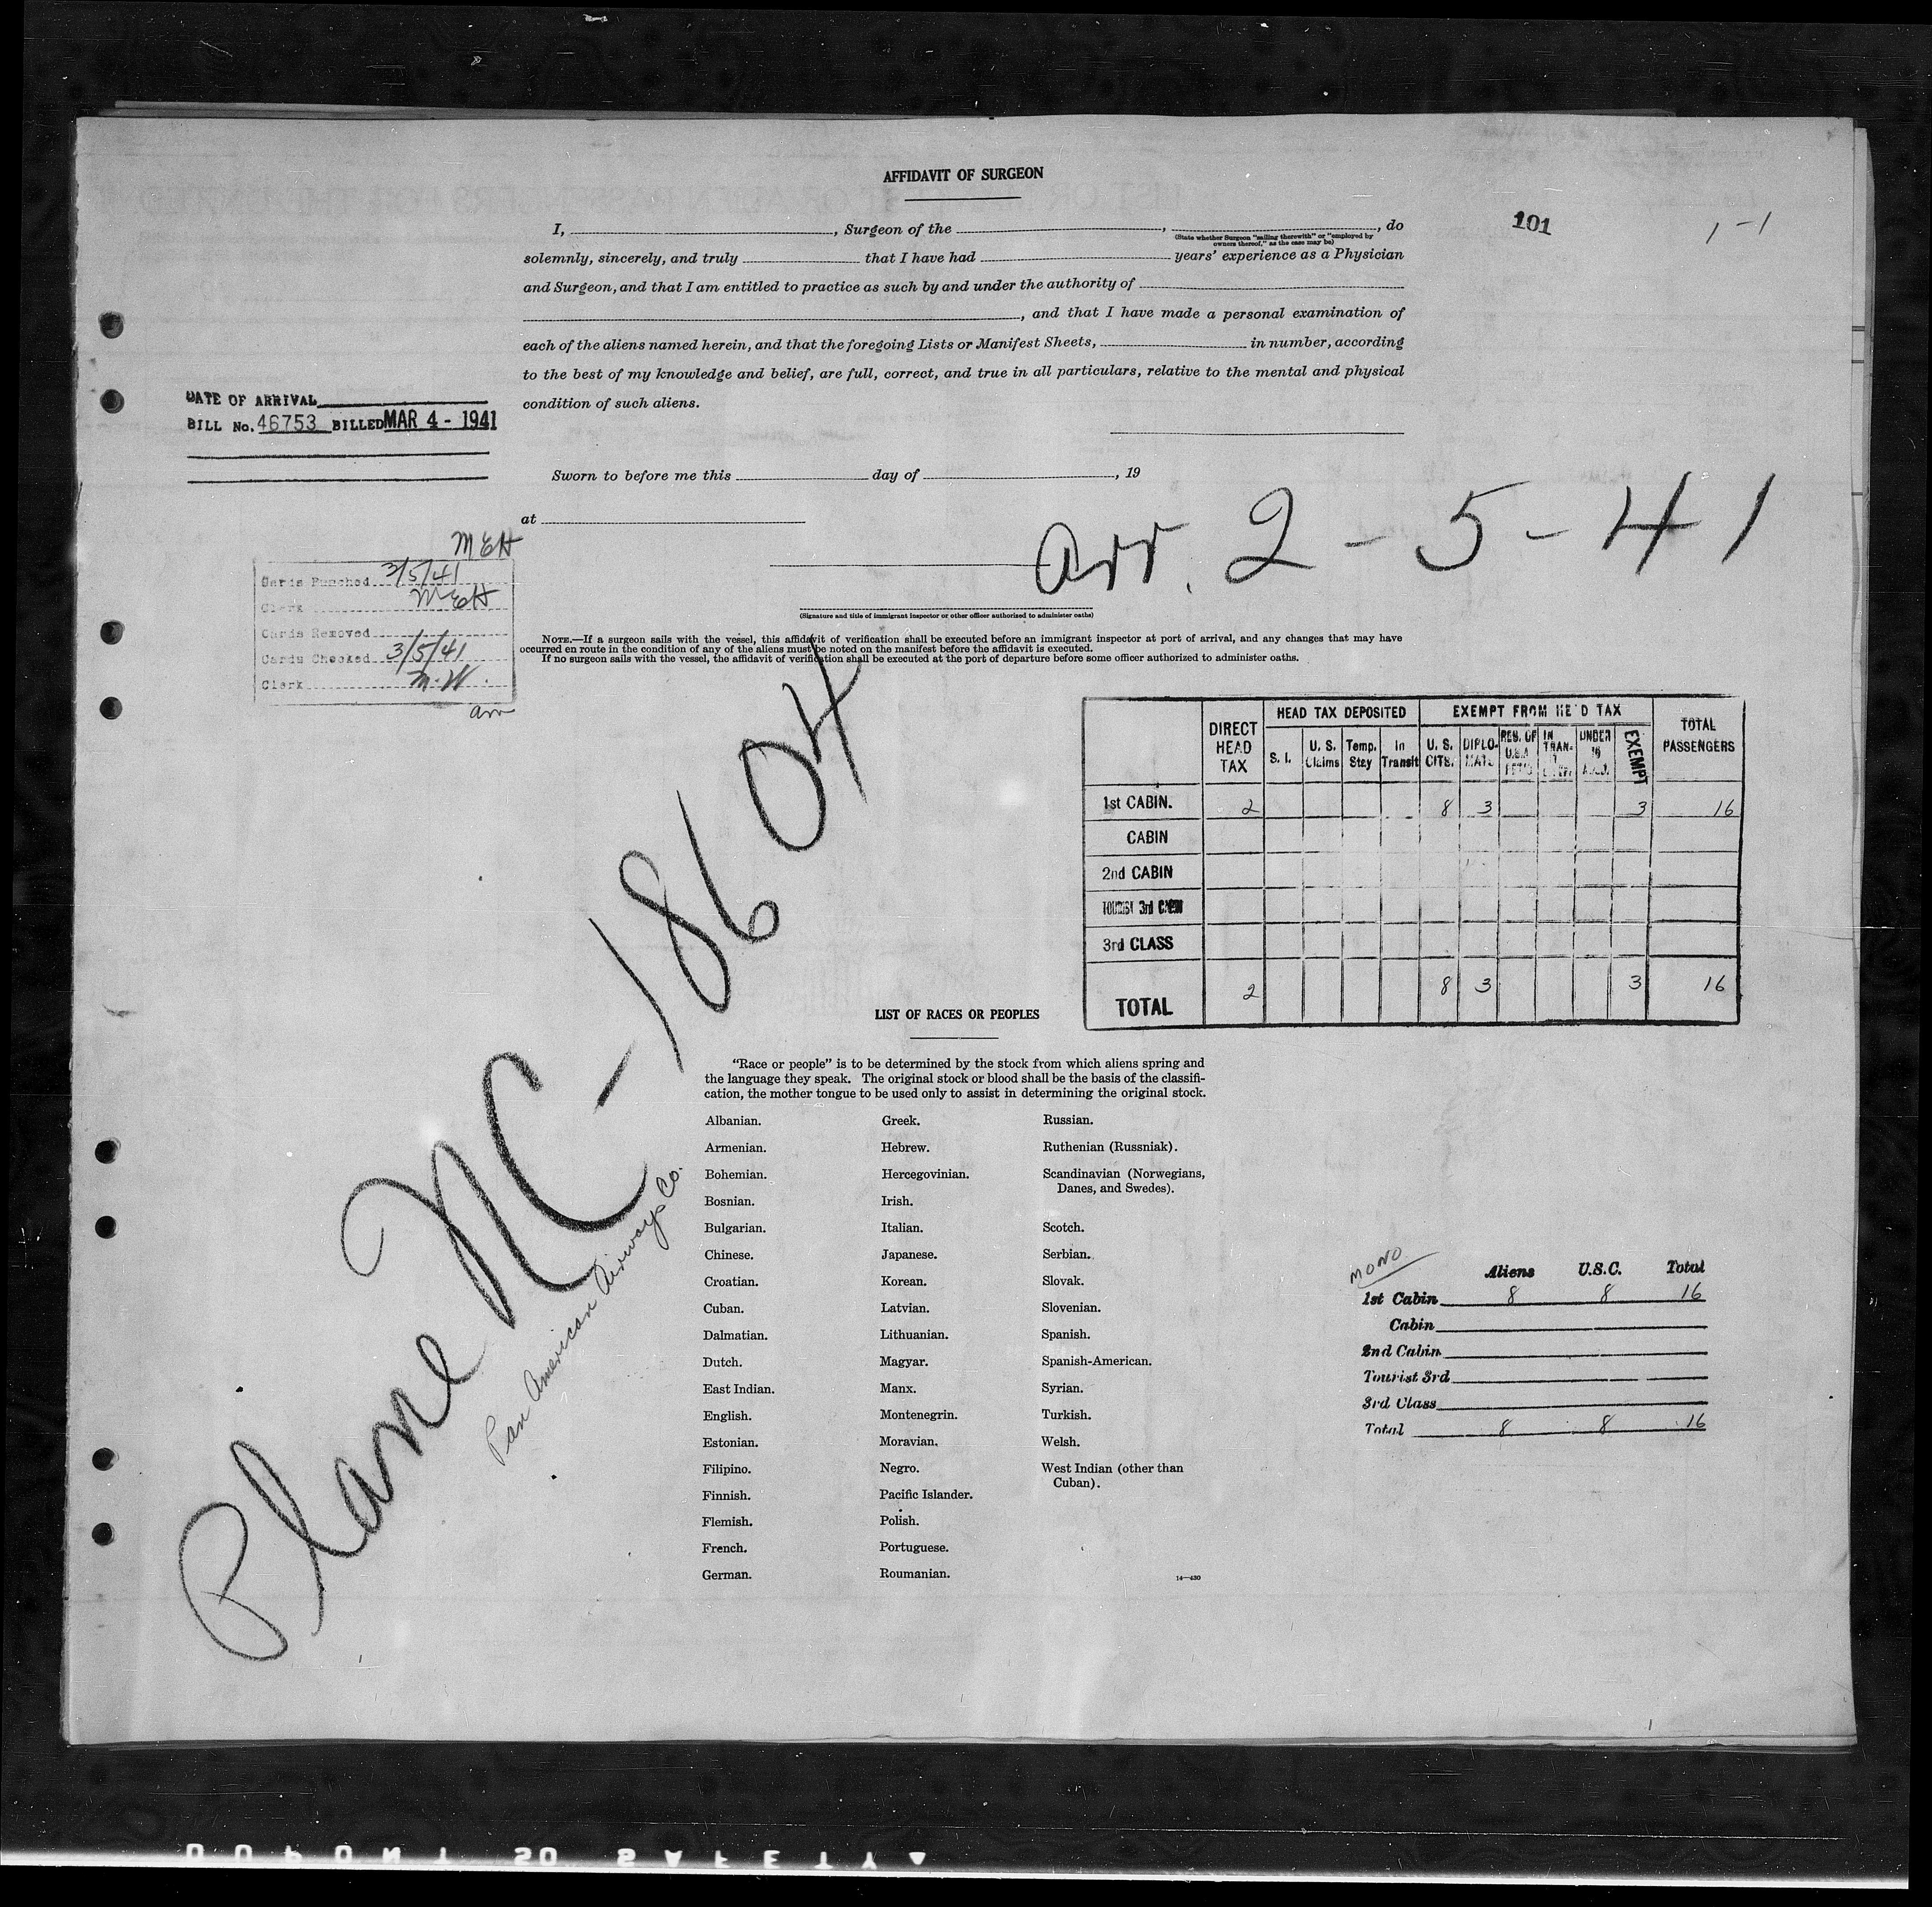 AFFIDAVIT OF SURGEON
101
1-1
I, , Surgeon of the , , do
(State whether Surgeon "sailing therewith" or "employed by
owners thereof," as the case may be)
solemnly, sincerely, and truly that I have had years' experience as a Physician
and Surgeon, and that I am entitled to practice as such by and under the authority of
, and that I have made a personal examination of
each of the aliens named herein, and that the foregoing Lists or Manifest Sheets, in number, according
to the best of my knowledge and belief, are full, correct, and true in all particulars, relative to the mental and physical
condition of such aliens.
DATE OF ARRIVAL
BILL No. 46753 BILLED MAR 4 - 1941
Sworn to before me this day of , 19
at
Arr. 2-5-41
MEH
Cards Punched 3/5/41
Clerk MEH
Cards Removed
Cards Checked 3/5/41
Clerk M.W.
am
(Signature and title of immigrant inspector or other officer authorized to administer oaths)
NOTE.—If a surgeon sails with the vessel, this affidavit of verification shall be executed before an immigrant inspector at port of arrival, and any changes that may have
occurred en route in the condition of any of the aliens must be noted on the manifest before the affidavit is executed.
If no surgeon sails with the vessel, the affidavit of verification shall be executed at the port of departure before some officer authorized to administer oaths.
DIRECT HEAD TAX HEAD TAX DEPOSITED EXEMPT FROM HE'D TAX TOTAL PASSENGERS
S. I. U. S. Claims Temp. Stay In Transit U. S. CITS. DIPLO-MATS RES. OF U.S.A. IN TRAN- UNDER 16 EXEMPT
1st CABIN. 2 8 3 3 16
CABIN
2nd CABIN
TOURIST 3rd CABIN
3rd CLASS
TOTAL 2 8 3 3 16
Plane NC-18604
Pan American Airways Co.
LIST OF RACES OR PEOPLES
"Race or people" is to be determined by the stock from which aliens spring and
the language they speak. The original stock or blood shall be the basis of the classifi-
cation, the mother tongue to be used only to assist in determining the original stock.
Albanian. Greek. Russian.
Armenian. Hebrew. Ruthenian (Russniak).
Bohemian. Hercegovinian. Scandinavian (Norwegians,
Danes, and Swedes).
Bosnian. Irish.
Bulgarian. Italian. Scotch.
Chinese. Japanese. Serbian.
Croatian. Korean. Slovak.
Cuban. Latvian. Slovenian.
Dalmatian. Lithuanian. Spanish.
Dutch. Magyar. Spanish-American.
East Indian. Manx. Syrian.
English. Montenegrin. Turkish.
Estonian. Moravian. Welsh.
Filipino. Negro. West Indian (other than
Cuban).
Finnish. Pacific Islander.
Flemish. Polish.
French. Portuguese.
German. Roumanian.
14—430
MONO
Aliens U.S.C. Total
1st Cabin 8 8 16
Cabin
2nd Cabin
Tourist 3rd
3rd Class
Total 8 8 16
DUPONT SO SAFETY